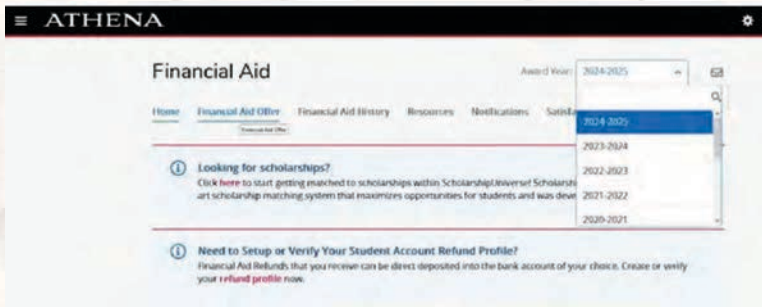 ≡ ATHENA
Financial Aid
Award Year: 2024-2025
Home Financial Aid Offer Financial Aid History Resources Notifications
Financial Aid Offer
2024-2025
2023-2024
2022-2023
2021-2022
2020-2021
Looking for scholarships?
Click here to start getting matched to scholarships within ScholarshipUniverse!
art scholarship matching system that maximizes opportunities for students and was
Need to Setup or Verify Your Student Account Refund Profile?
Financial Aid Refunds that you receive can be direct deposited into the bank account of your choice. Create or verify
your refund profile now.